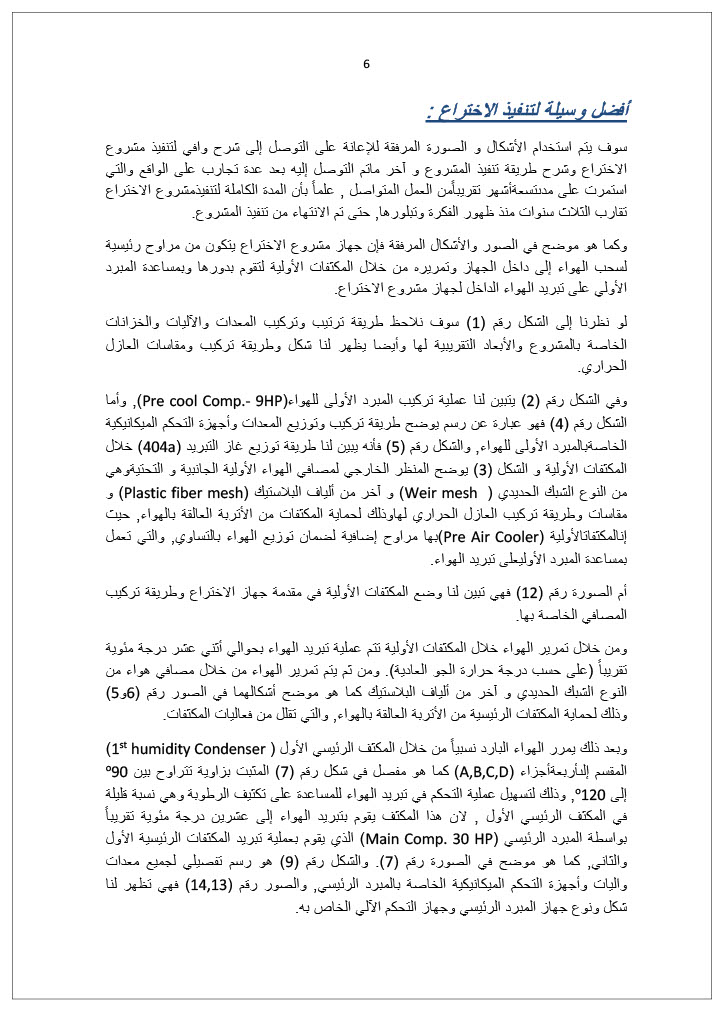 6
أفضل وسيلة لتنفيذ الاختراع :
سوف يتم استخدام الأشكال و الصورة المرفقة للإعانة على التوصل إلى شرح وافي لتنفيذ مشروع
الاختراع وشرح طريقة تنفيذ المشروع و آخر ماتم التوصل إليه بعد عدة تجارب على الواقع والتي
استمرت على مدىتسعةأشهر تقريباًمن العمل المتواصل , علماً بأن المدة الكاملة لتنفيذمشروع الاختراع
تقارب الثلاث سنوات منذ ظهور الفكرة وتبلورها, حتى تم الانتهاء من تنفيذ المشروع.
وكما هو موضح في الصور والأشكال المرفقة فإن جهاز مشروع الاختراع يتكون من مراوح رئيسية
لسحب الهواء إلى داخل الجهاز وتمريره من خلال المكثفات الأولية لتقوم بدورها وبمساعدة المبرد
الأولي على تبريد الهواء الداخل لجهاز مشروع الاختراع.
لو نظرنا إلى الشكل رقم (1) سوف نلاحظ طريقة ترتيب وتركيب المعدات والآليات والخزانات
الخاصة بالمشروع والأبعاد التقريبية لها وأيضا يظهر لنا شكل وطريقة تركيب ومقاسات العازل
الحراري.
وفي الشكل رقم (2) يتبين لنا عملية تركيب المبرد الأولى للهواء(Pre cool Comp.- 9HP), وأما
الشكل رقم (4) فهو عبارة عن رسم يوضح طريقة تركيب وتوزيع المعدات وأجهزة التحكم الميكانيكية
الخاصةبالمبرد الأولى للهواء, والشكل رقم (5) فأنه يبين لنا طريقة توزيع غاز التبريد (404a) خلال
المكثفات الأولية و الشكل (3) يوضح المنظر الخارجي لمصافي الهواء الأولية الجانبية و التحتيةوهي
من النوع الشبك الحديدي ( Weir mesh) و آخر من ألياف البلاستيك (Plastic fiber mesh) و
مقاسات وطريقة تركيب العازل الحراري لهاوذلك لحماية المكثفات من الأتربة العالقة بالهواء, حيث
إنالمكثفاتالأولية (Pre Air Cooler)بها مراوح إضافية لضمان توزيع الهواء بالتساوي, والتي تعمل
بمساعدة المبرد الأوليعلى تبريد الهواء.
أم الصورة رقم (12) فهي تبين لنا وضع المكثفات الأولية في مقدمة جهاز الاختراع وطريقة تركيب
المصافي الخاصة بها.
ومن خلال تمرير الهواء خلال المكثفات الأولية تتم عملية تبريد الهواء بحوالي أثني عشر درجة مئوية
تقريباً (على حسب درجة حرارة الجو العادية). ومن ثم يتم تمرير الهواء من خلال مصافي هواء من
النوع الشبك الحديدي و آخر من ألياف البلاستيك كما هو موضح أشكالهما في الصور رقم (5و6)
وذلك لحماية المكثفات الرئيسية من الأتربة العالقة بالهواء, والتي تقلل من فعاليات المكثفات.
وبعد ذلك يمرر الهواء البارد نسبياً من خلال المكثف الرئيسي الأول ( 1st humidity Condenser)
المقسم إلىأربعةأجزاء (A,B,C,D) كما هو مفصل في شكل رقم (7) المثبت بزاوية تتراوح بين 90º
إلى 120º, وذلك لتسهيل عملية التحكم في تبريد الهواء للمساعدة على تكثيف الرطوبة وهي نسبة قليلة
في المكثف الرئيسي الأول , لان هذا المكثف يقوم بتبريد الهواء إلى عشرين درجة مئوية تقريباً
بواسطة المبرد الرئيسي (Main Comp. 30 HP) الذي يقوم بعملية تبريد المكثفات الرئيسية الأول
والثاني, كما هو موضح في الصورة رقم (7). والشكل رقم (9) هو رسم تفصيلي لجميع معدات
واليات وأجهزة التحكم الميكانيكية الخاصة بالمبرد الرئيسي, والصور رقم (14,13) فهي تظهر لنا
شكل ونوع جهاز المبرد الرئيسي وجهاز التحكم الآلي الخاص به.